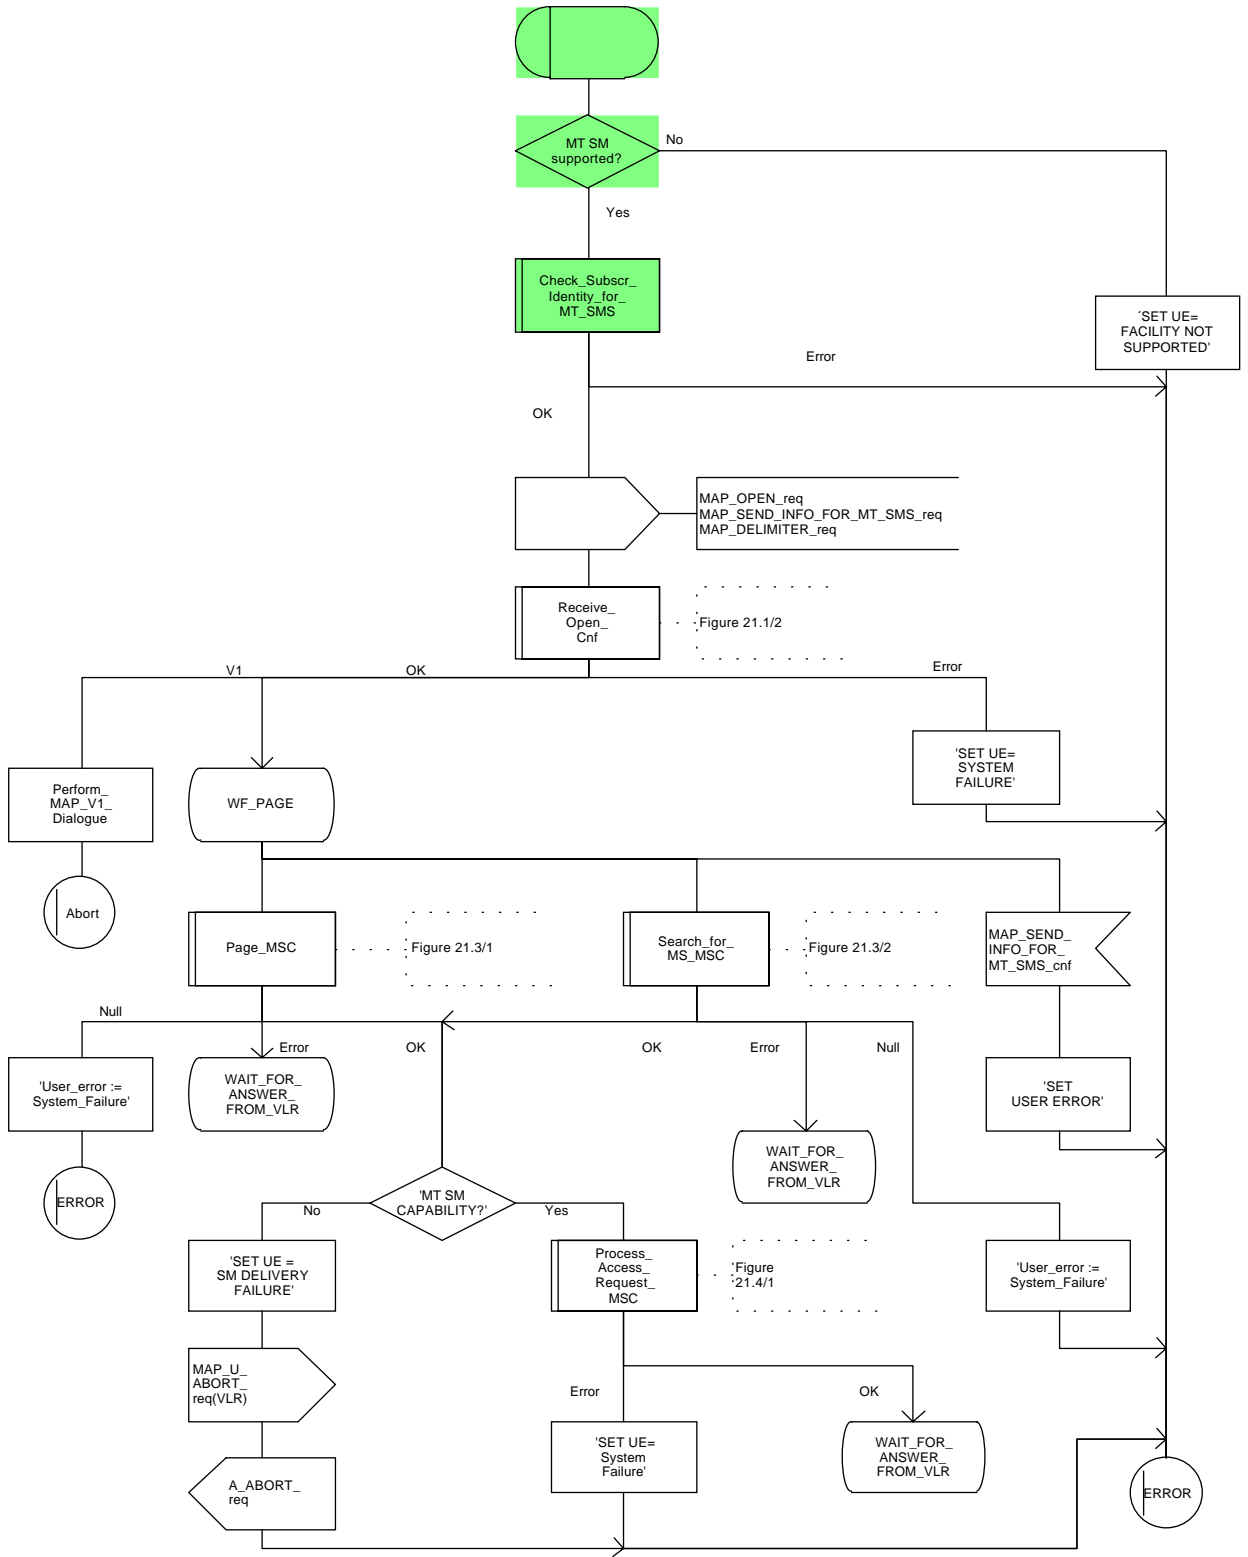 MT SM
supported?
No
Yes
Check_Subscr_
Identity_for_
MT_SMS
´SET UE=
FACILITY NOT
SUPPORTED'
Error
OK
MAP_OPEN_req
MAP_SEND_INFO_FOR_MT_SMS_req
MAP_DELIMITER_req
Receive_
Open_
Cnf
Figure 21.1/2
V1
OK
Error
'SET UE=
SYSTEM
FAILURE'
Perform_
MAP_V1_
Dialogue
WF_PAGE
Abort
Page_MSC
Figure 21.3/1
Search_for_
MS_MSC
Figure 21.3/2
MAP_SEND_
INFO_FOR_
MT_SMS_cnf
Null
Error
OK
OK
Error
Null
'User_error :=
System_Failure'
WAIT_FOR_
ANSWER_
FROM_VLR
'SET
USER ERROR'
WAIT_FOR_
ANSWER_
FROM_VLR
ERROR
'MT SM
CAPABILITY?'
No
Yes
'SET UE =
SM DELIVERY
FAILURE'
Process_
Access_
Request_
MSC
Figure
21.4/1
'User_error :=
System_Failure'
MAP_U_
ABORT_
req(VLR)
Error
OK
'SET UE=
System
Failure'
WAIT_FOR_
ANSWER_
FROM_VLR
A_ABORT_
req
ERROR